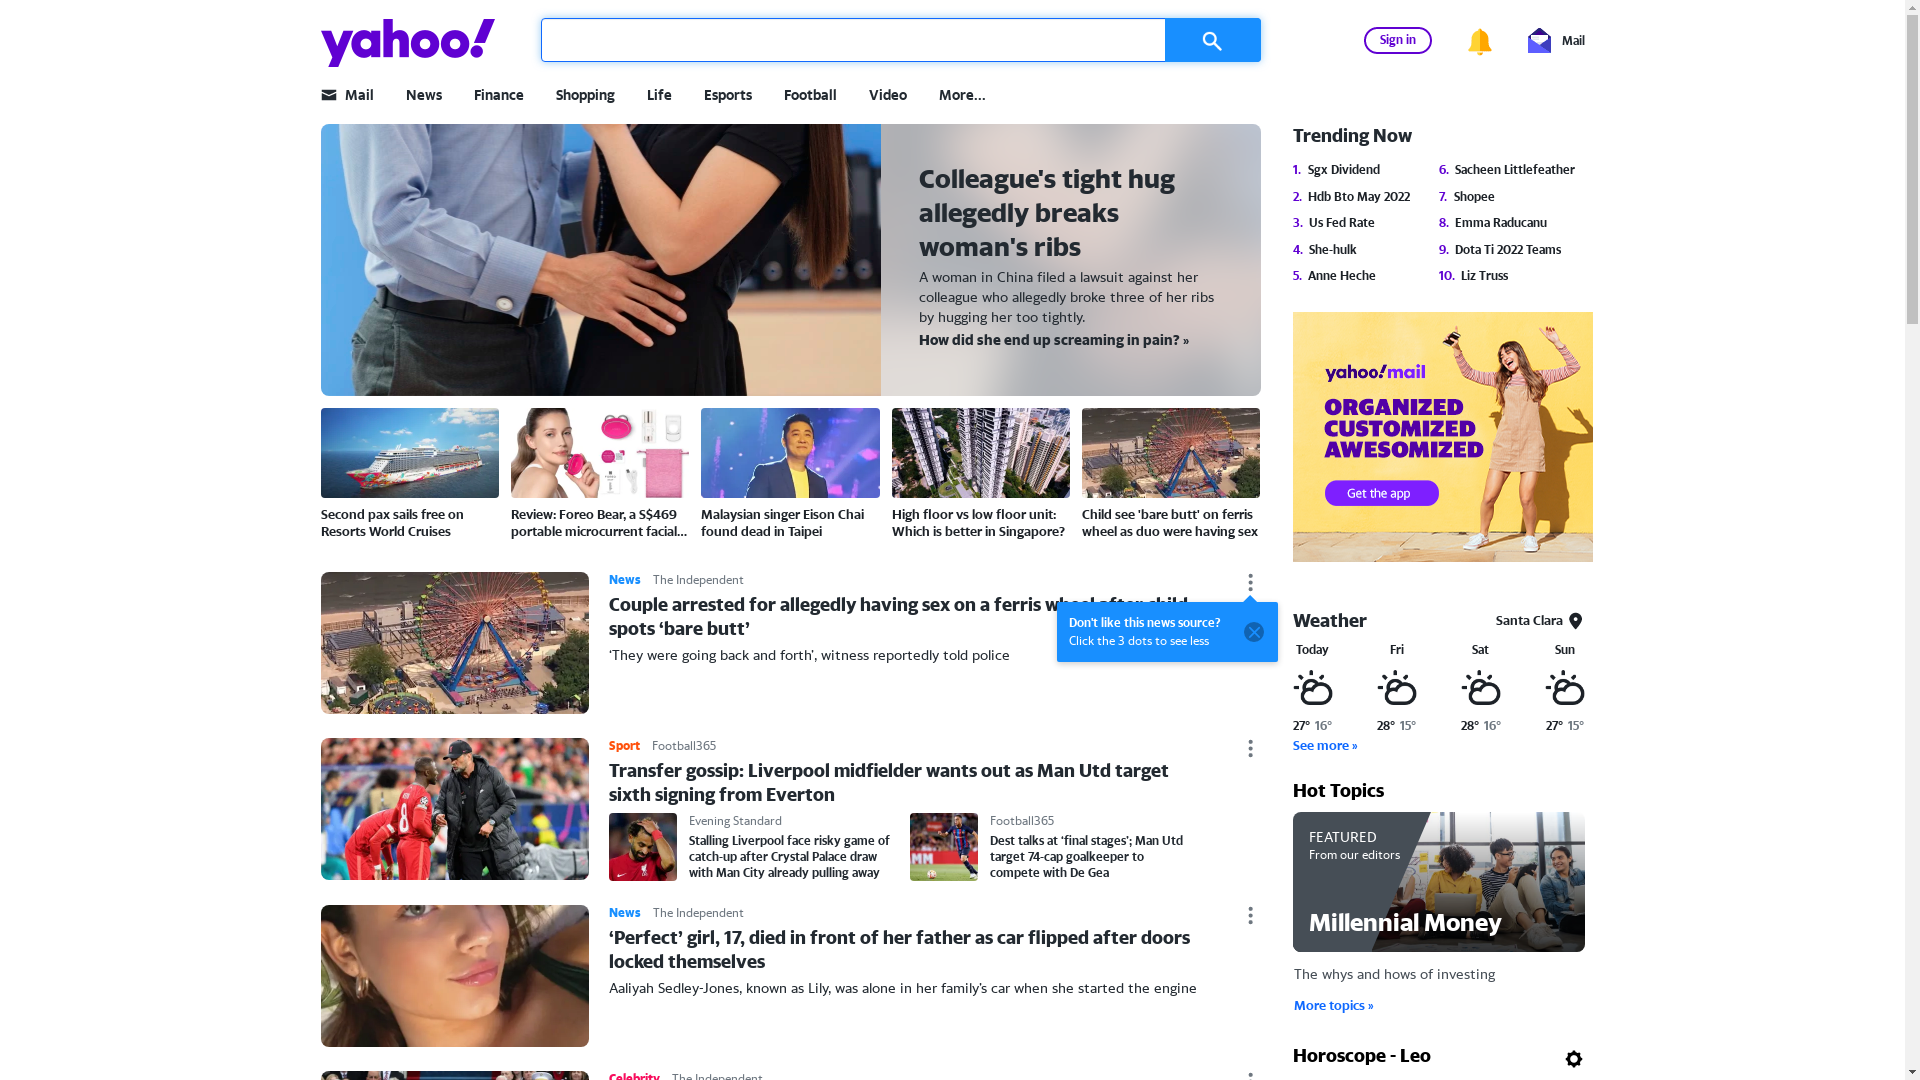 yahoo!
Sign in
Mail
Mail
News
Finance
Shopping
Life
Esports
Football
Video
More...
Colleague's tight hug
allegedly breaks
woman's ribs
A woman in China filed a lawsuit against her
colleague who allegedly broke three of her ribs
by hugging her too tightly.
How did she end up screaming in pain? »
Second pax sails free on
Resorts World Cruises
Review: Foreo Bear, a S$469
portable microcurrent facial...
Malaysian singer Eison Chai
found dead in Taipei
High floor vs low floor unit:
Which is better in Singapore?
Child see 'bare butt' on ferris
wheel as duo were having sex
News The Independent
Couple arrested for allegedly having sex on a ferris wheel after child
spots ‘bare butt’
‘They were going back and forth’, witness reportedly told police
Don't like this news source?
Click the 3 dots to see less
Sport Football365
Transfer gossip: Liverpool midfielder wants out as Man Utd target
sixth signing from Everton
Evening Standard
Stalling Liverpool face risky game of
catch-up after Crystal Palace draw
with Man City already pulling away
Football365
Dest talks at ‘final stages’; Man Utd
target 74-cap goalkeeper to
compete with De Gea
News The Independent
‘Perfect’ girl, 17, died in front of her father as car flipped after doors
locked themselves
Aaliyah Sedley-Jones, known as Lily, was alone in her family’s car when she started the engine
Celebrity The Independent
Trending Now
1. Sgx Dividend
2. Hdb Bto May 2022
3. Us Fed Rate
4. She-hulk
5. Anne Heche
6. Sacheen Littlefeather
7. Shopee
8. Emma Raducanu
9. Dota Ti 2022 Teams
10. Liz Truss
yahoo!mail
ORGANIZED
CUSTOMIZED
AWESOMIZED
Get the app
Weather
Santa Clara
Today Fri Sat Sun
27° 16° 28° 15° 28° 16° 27° 15°
See more »
Hot Topics
FEATURED
From our editors
Millennial Money
The whys and hows of investing
More topics »
Horoscope - Leo